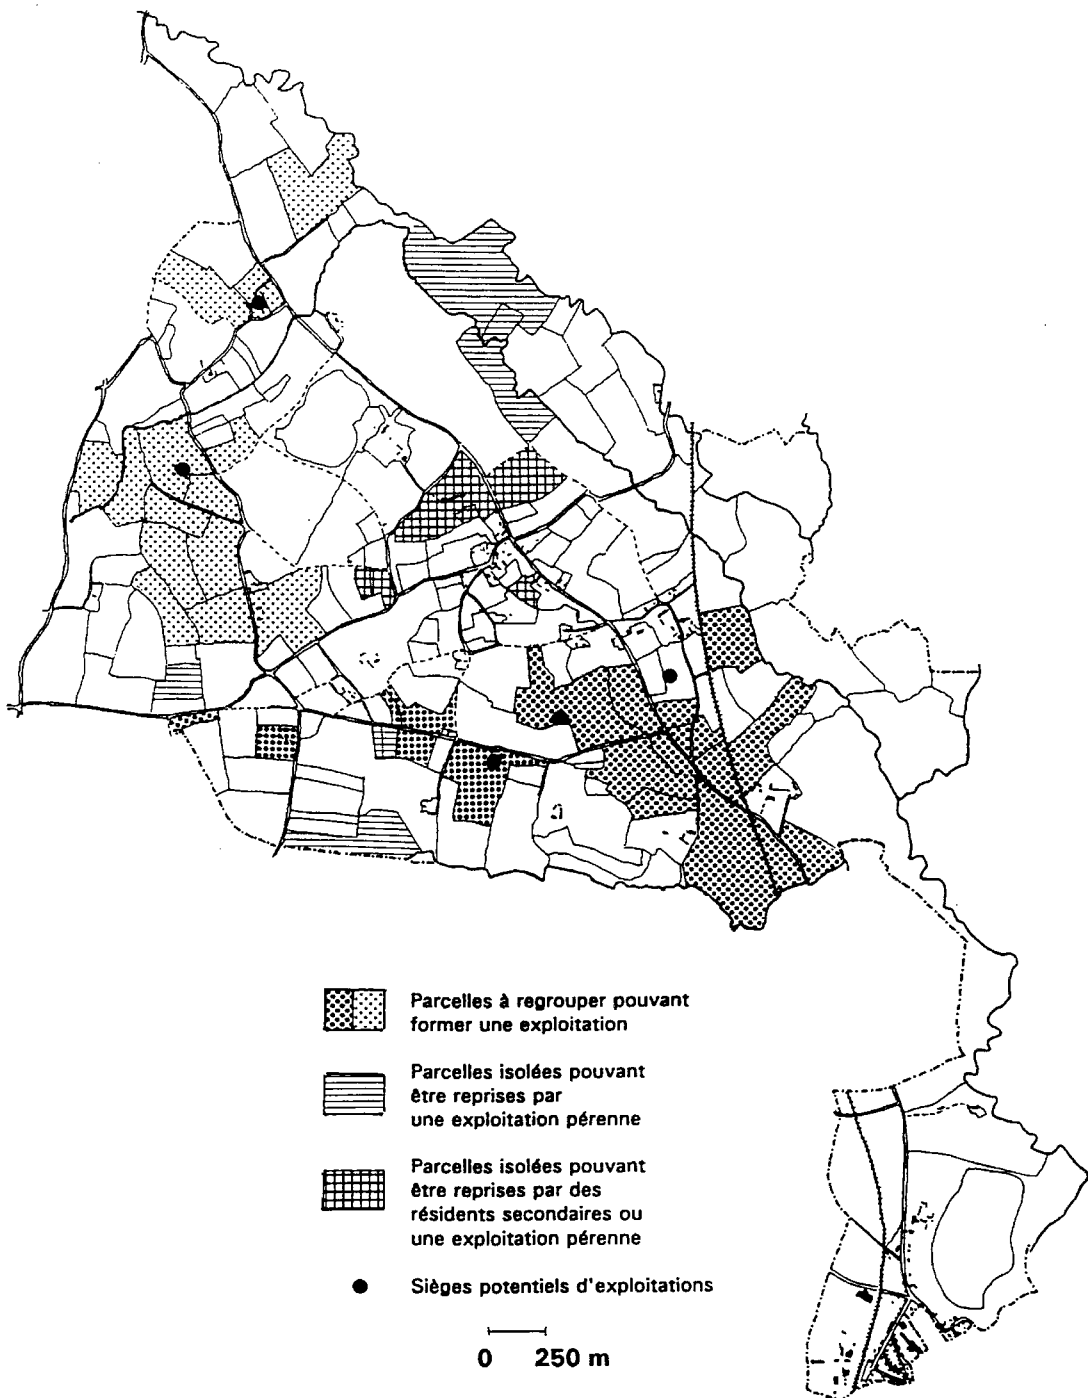 Parcelles à regrouper pouvant
former une exploitation
Parcelles isolées pouvant
être reprises par
une exploitation pérenne
Parcelles isolées pouvant
être reprises par des
résidents secondaires ou
une exploitation pérenne
Sièges potentiels d'exploitations
0 250 m